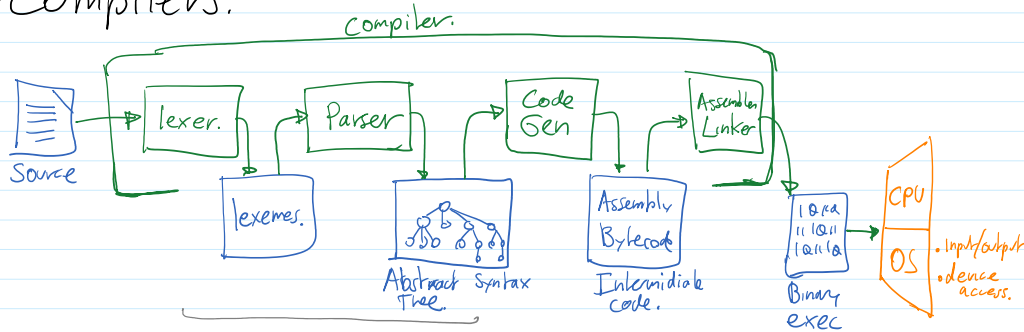 Compilers.
Compiler.
Source
lexer.
lexemes.
Parser
Abstract Syntax
Tree.
Code
Gen
Assembly
Bytecode
Intermidiate
code.
Assembler
Linker
Binary
exec
CPU
OS
• Input/output
• device
access.